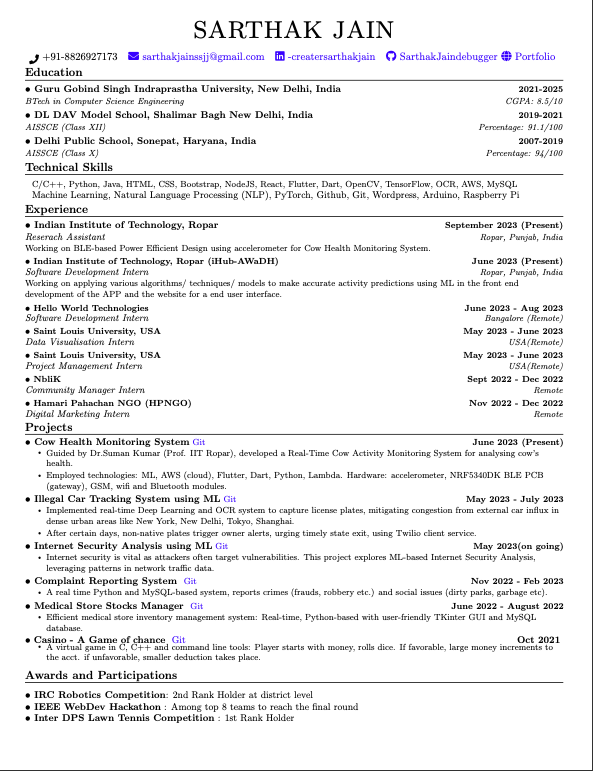 SARTHAK JAIN
+91-8826927173 sarthakjainssjj@gmail.com -creatersarthakjain SarthakJaindebugger Portfolio
Education
• Guru Gobind Singh Indraprastha University, New Delhi, India 2021-2025
BTech in Computer Science Engineering CGPA: 8.5/10
• DL DAV Model School, Shalimar Bagh New Delhi, India 2019-2021
AISSCE (Class XII) Percentage: 91.1/100
• Delhi Public School, Sonepat, Haryana, India 2007-2019
AISSCE (Class X) Percentage: 94/100
Technical Skills
C/C++, Python, Java, HTML, CSS, Bootstrap, NodeJS, React, Flutter, Dart, OpenCV, TensorFlow, OCR, AWS, MySQL
Machine Learning, Natural Language Processing (NLP), PyTorch, Github, Git, Wordpress, Arduino, Raspberry Pi
Experience
• Indian Institute of Technology, Ropar September 2023 (Present)
Reserach Assistant Ropar, Punjab, India
Working on BLE-based Power Efficient Design using accelerometer for Cow Health Monitoring System.
• Indian Institute of Technology, Ropar (iHub-AWaDH) June 2023 (Present)
Software Development Intern Ropar, Punjab, India
Working on applying various algorithms/ techniques/ models to make accurate activity predictions using ML in the front end
development of the APP and the website for a end user interface.
• Hello World Technologies June 2023 - Aug 2023
Software Development Intern Bangalore (Remote)
• Saint Louis University, USA May 2023 - June 2023
Data Visualisation Intern USA(Remote)
• Saint Louis University, USA May 2023 - June 2023
Project Management Intern USA(Remote)
• NbliK Sept 2022 - Dec 2022
Community Manager Intern Remote
• Hamari Pahachan NGO (HPNGO) Nov 2022 - Dec 2022
Digital Marketing Intern Remote
Projects
• Cow Health Monitoring System Git June 2023 (Present)
• Guided by Dr.Suman Kumar (Prof. IIT Ropar), developed a Real-Time Cow Activity Monitoring System for analysing cow's
health.
• Employed technologies: ML, AWS (cloud), Flutter, Dart, Python, Lambda. Hardware: accelerometer, NRF5340DK BLE PCB
(gateway), GSM, wifi and Bluetooth modules.
• Illegal Car Tracking System using ML Git May 2023 - July 2023
• Implemented real-time Deep Learning and OCR system to capture license plates, mitigating congestion from external car influx in
dense urban areas like New York, New Delhi, Tokyo, Shanghai.
• After certain days, non-native plates trigger owner alerts, urging timely state exit, using Twilio client service.
• Internet Security Analysis using ML Git May 2023(on going)
• Internet security is vital as attackers often target vulnerabilities. This project explores ML-based Internet Security Analysis,
leveraging patterns in network traffic data.
• Complaint Reporting System Git Nov 2022 - Feb 2023
• A real time Python and MySQL-based system, reports crimes (frauds, robbery etc.) and social issues (dirty parks, garbage etc).
• Medical Store Stocks Manager Git June 2022 - August 2022
• Efficient medical store inventory management system: Real-time, Python-based with user-friendly TKinter GUI and MySQL
database.
• Casino - A Game of chance Git Oct 2021
• A virtual game in C, C++ and command line tools: Player starts with money, rolls dice. If favorable, large money increments to
the acct. if unfavorable, smaller deduction takes place.
Awards and Participations
• IRC Robotics Competition: 2nd Rank Holder at district level
• IEEE WebDev Hackathon : Among top 8 teams to reach the final round
• Inter DPS Lawn Tennis Competition : 1st Rank Holder